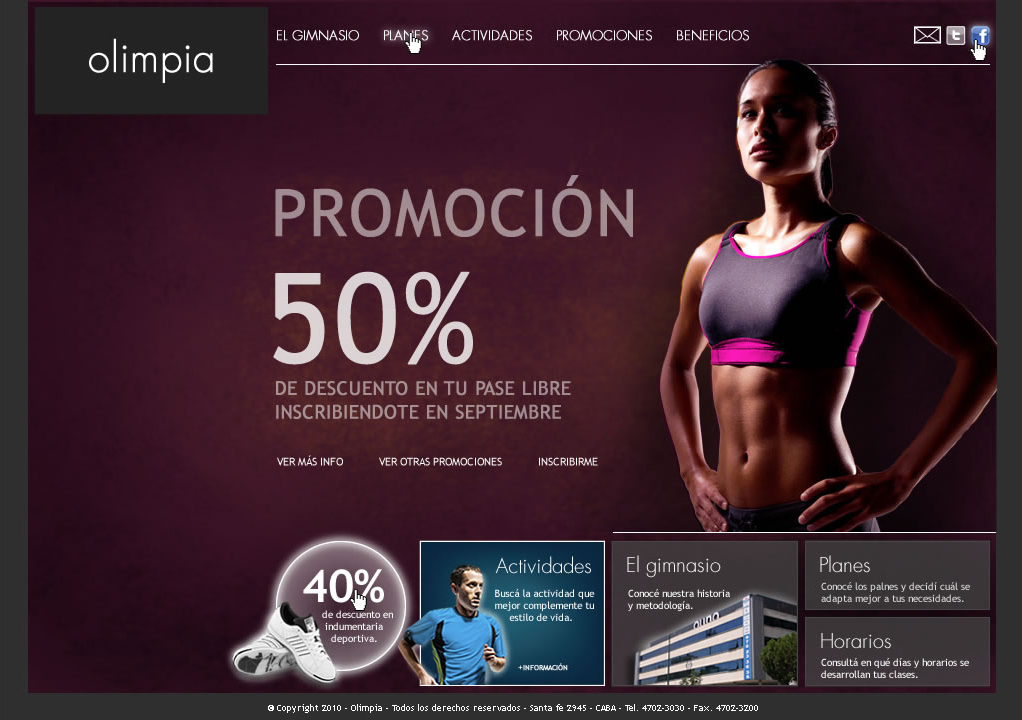 olimpia
EL GIMNASIO PLANES ACTIVIDADES PROMOCIONES BENEFICIOS
PROMOCIÓN
50%
DE DESCUENTO EN TU PASE LIBRE
INSCRIBIENDOTE EN SEPTIEMBRE
VER MÁS INFO VER OTRAS PROMOCIONES INSCRIBIRME
40%
de descuento en
indumentaria
deportiva.
Actividades
Buscá la actividad que
mejor complemente tu
estilo de vida.
+INFORMACIÓN
El gimnasio
Conocé nuestra historia
y metodología.
Planes
Conocé los palnes y decidí cuál se
adapta mejor a tus necesidades.
Horarios
Consultá en qué días y horarios se
desarrollan tus clases.
© Copyright 2010 - Olimpia - Todos los derechos reservados - Santa fe 2945 - CABA - Tel. 4702-3030 - Fax. 4702-3200